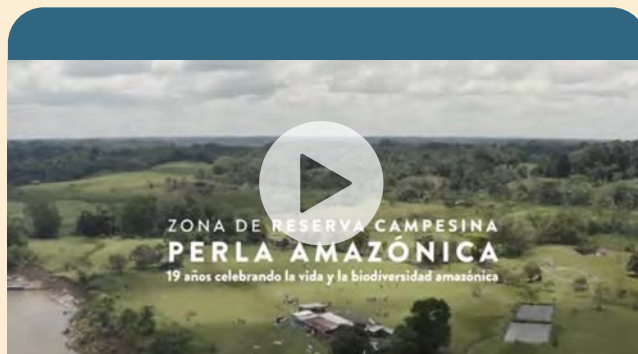 ZONA DE RESERVA CAMPESINA
PERLA AMAZÓNICA
19 años celebrando la vida y la biodiversidad amazónica